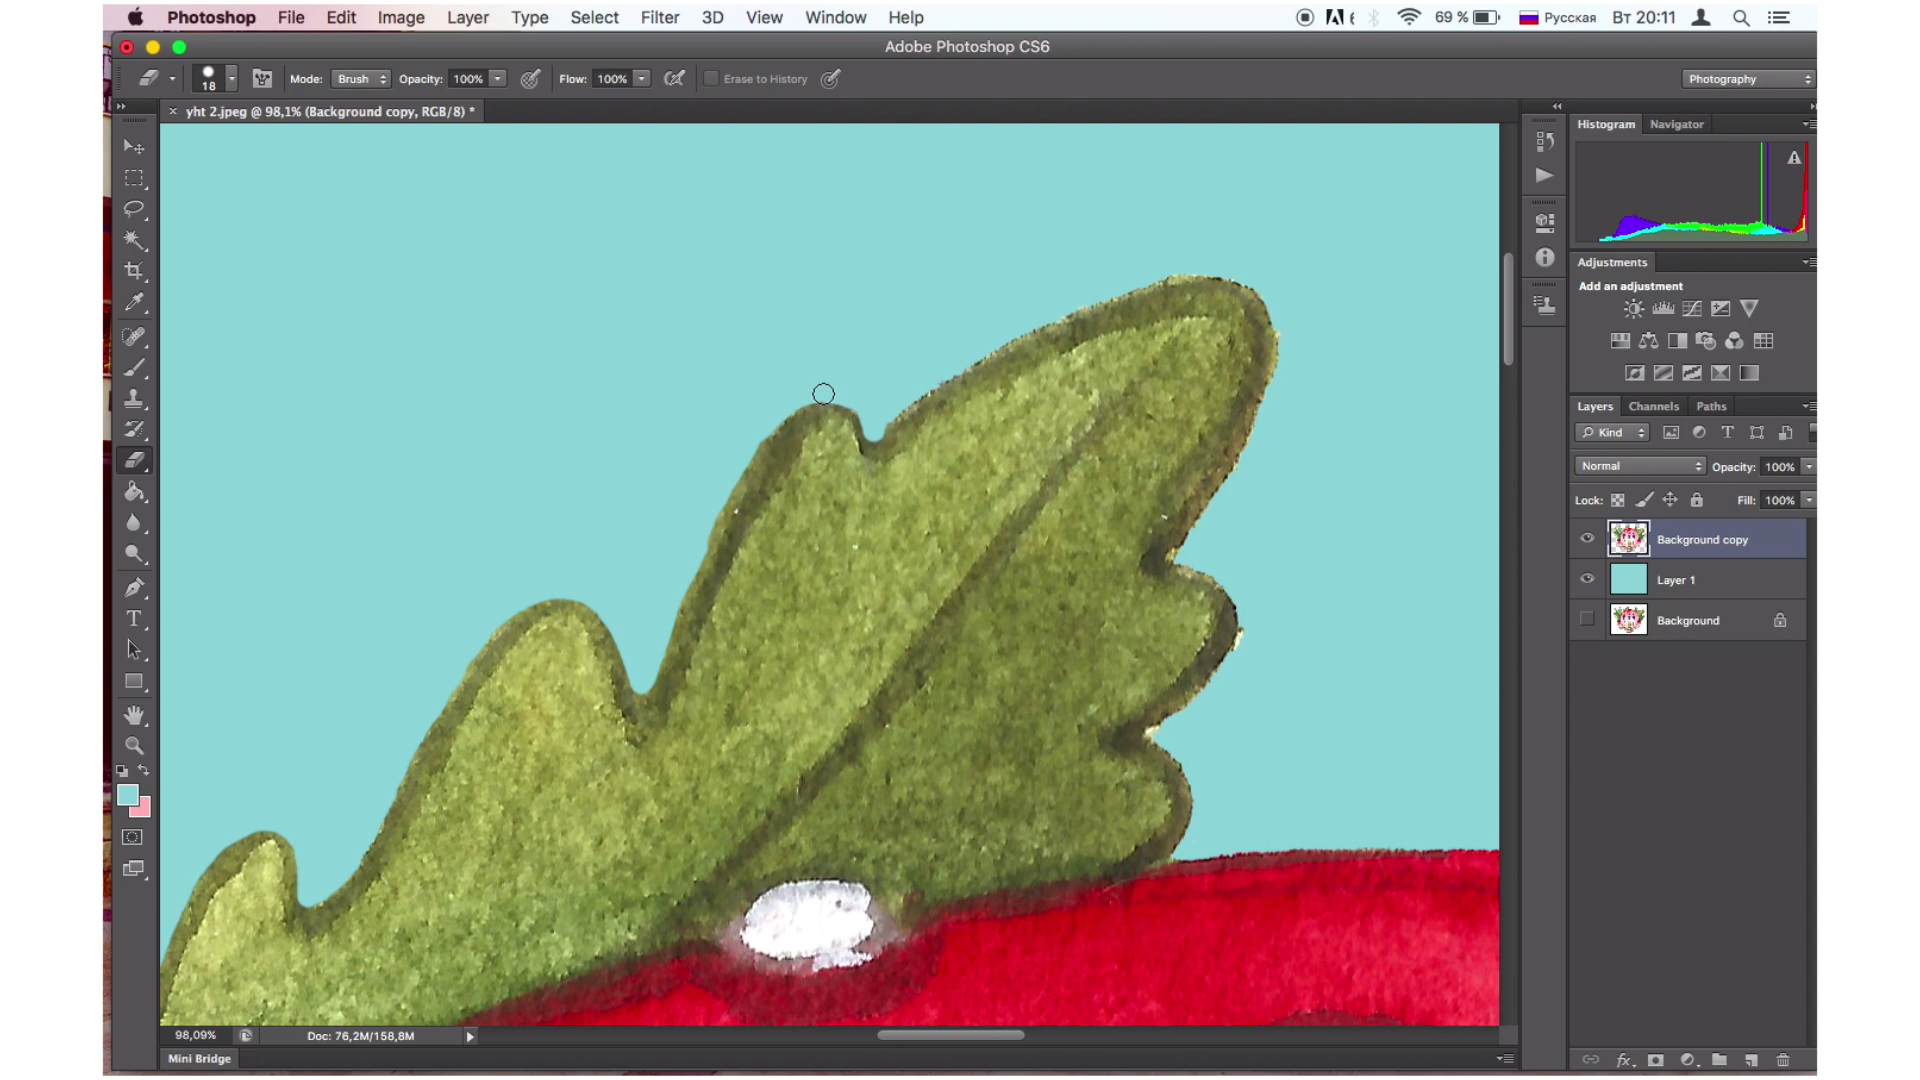 Photoshop File Edit Image Layer Type Select Filter 3D View Window Help 69 % Русская Вт 20:11
Adobe Photoshop CS6
18 Mode: Brush Opacity: 100% Flow: 100% Erase to History Photography
yht 2.jpeg @ 98,1% (Background copy, RGB/8) *
Histogram Navigator
Adjustments
Add an adjustment
Layers Channels Paths
Kind
Normal Opacity: 100%
Lock: Fill: 100%
Background copy
Layer 1
Background
98,09% Doc: 76,2M/158,8M
Mini Bridge